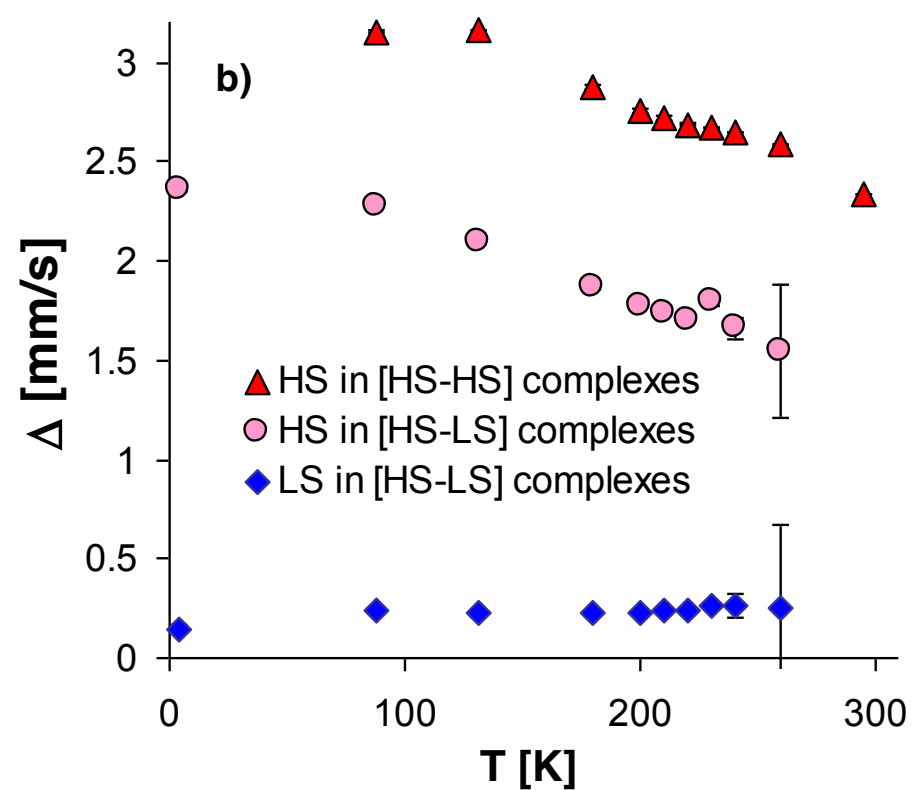 3
b)
2.5
2
1.5
1
0.5
0
Δ [mm/s]
HS in [HS-HS] complexes
HS in [HS-LS] complexes
LS in [HS-LS] complexes
0 100 200 300
T [K]